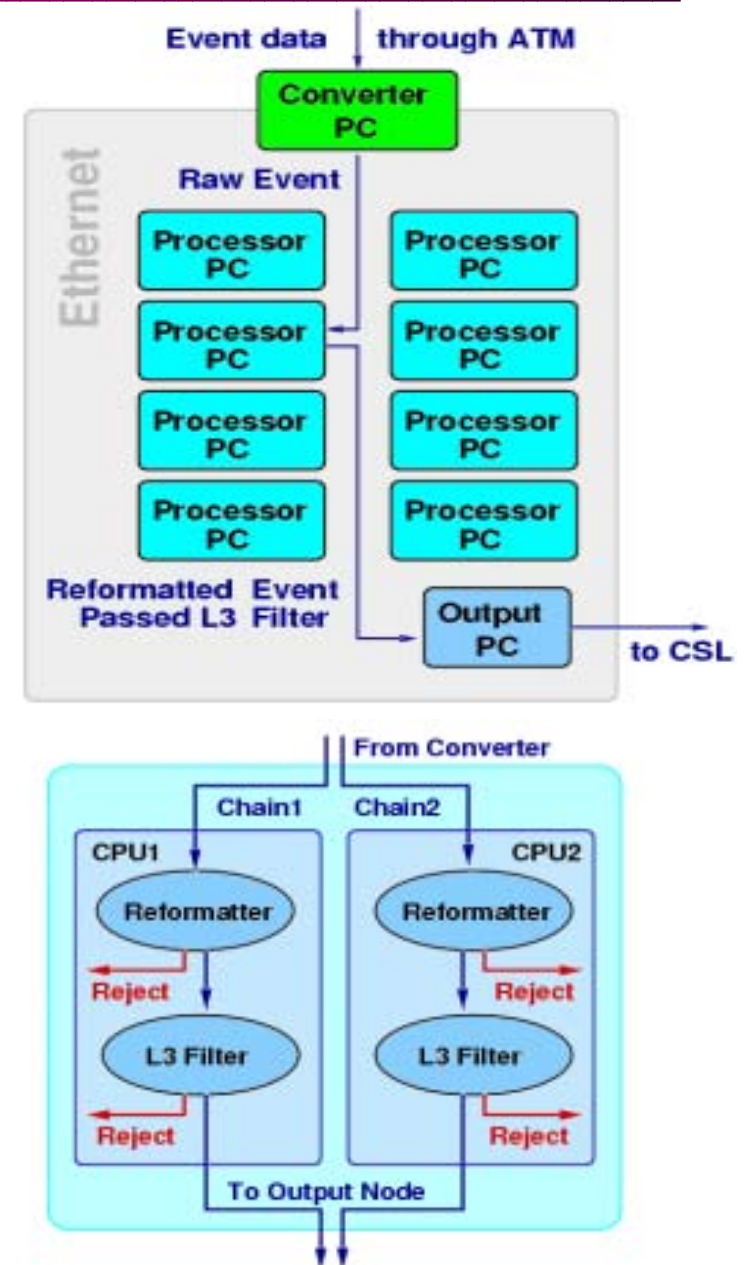 Event data through ATM
Converter
PC
Ethernet
Raw Event
Processor
PC
Processor
PC
Processor
PC
Processor
PC
Processor
PC
Processor
PC
Processor
PC
Processor
PC
Reformatted Event
Passed L3 Filter
Output
PC
to CSL
From Converter
Chain1
Chain2
CPU1
CPU2
Reformatter
Reformatter
Reject
Reject
L3 Filter
L3 Filter
Reject
Reject
To Output Node